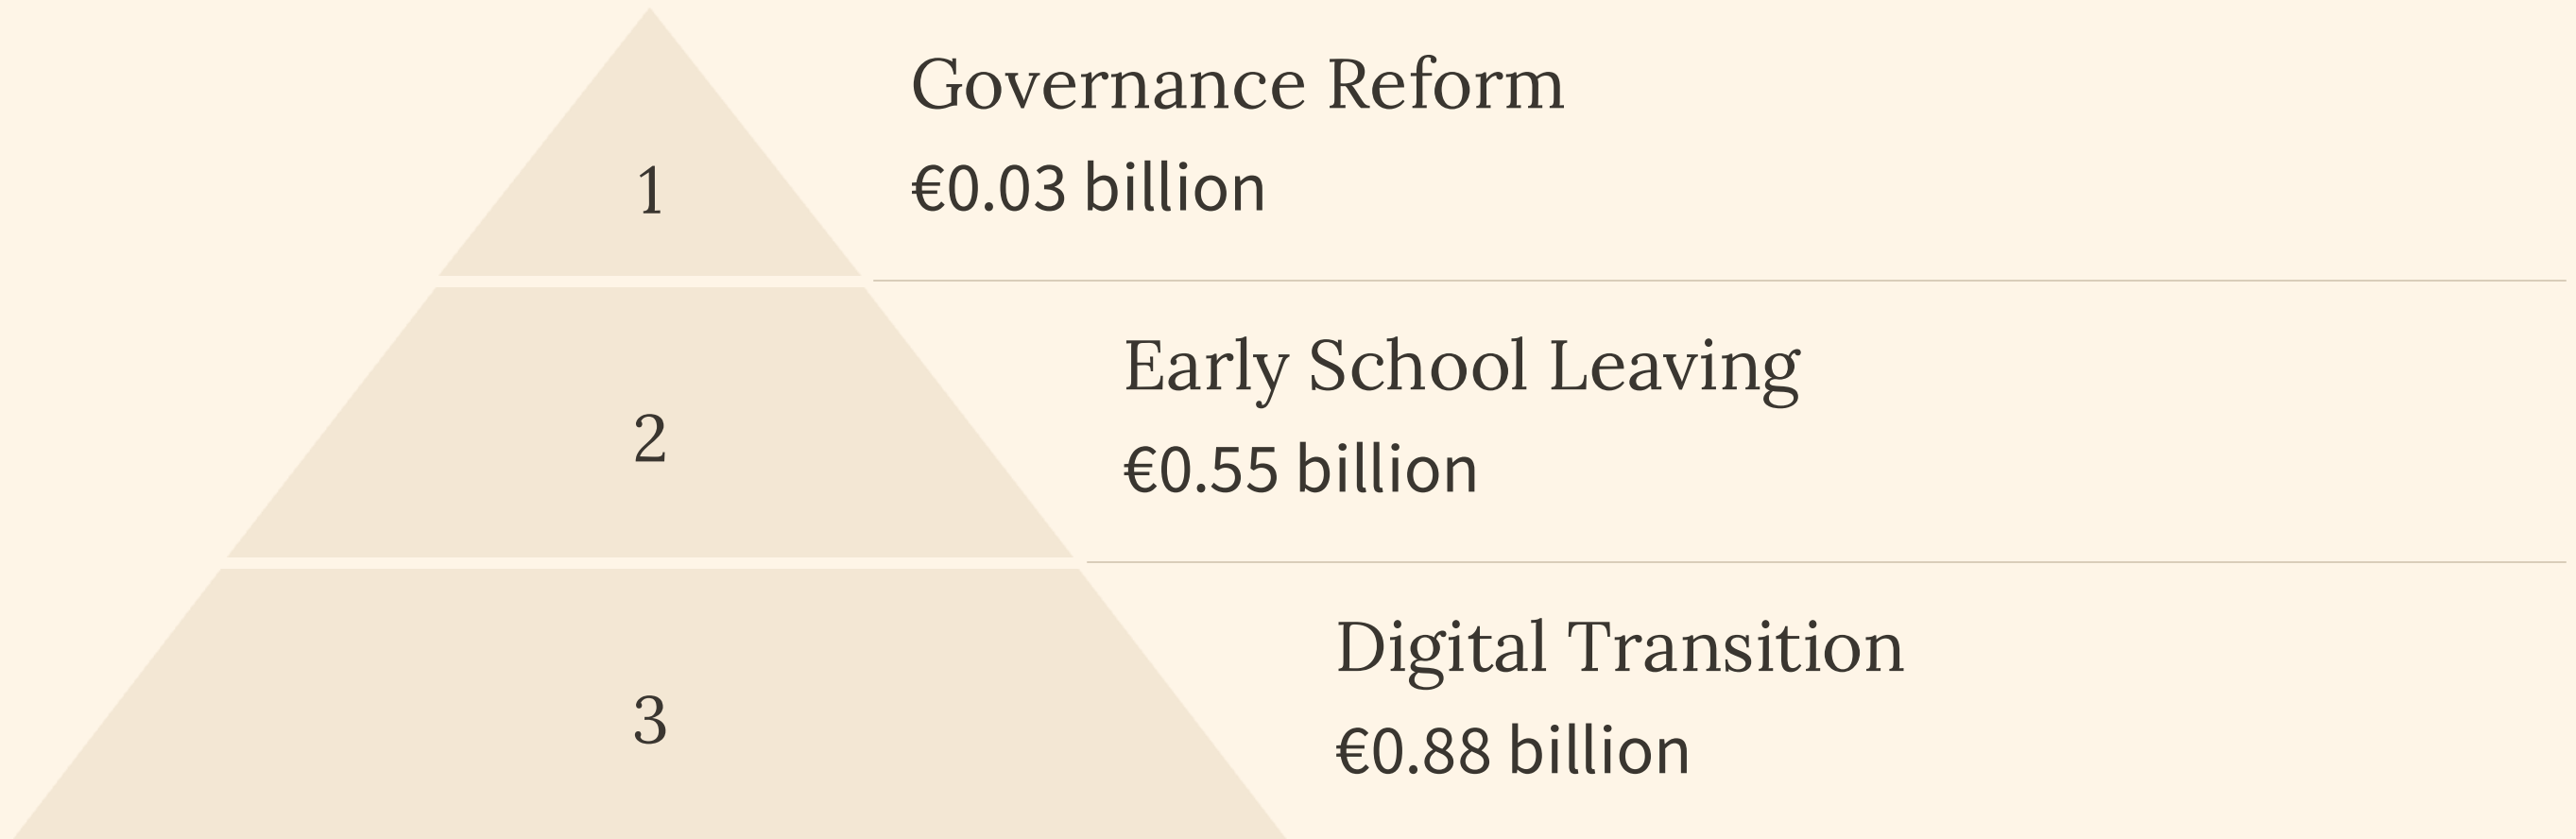 1
Governance Reform
€0.03 billion
2
Early School Leaving
€0.55 billion
3
Digital Transition
€0.88 billion